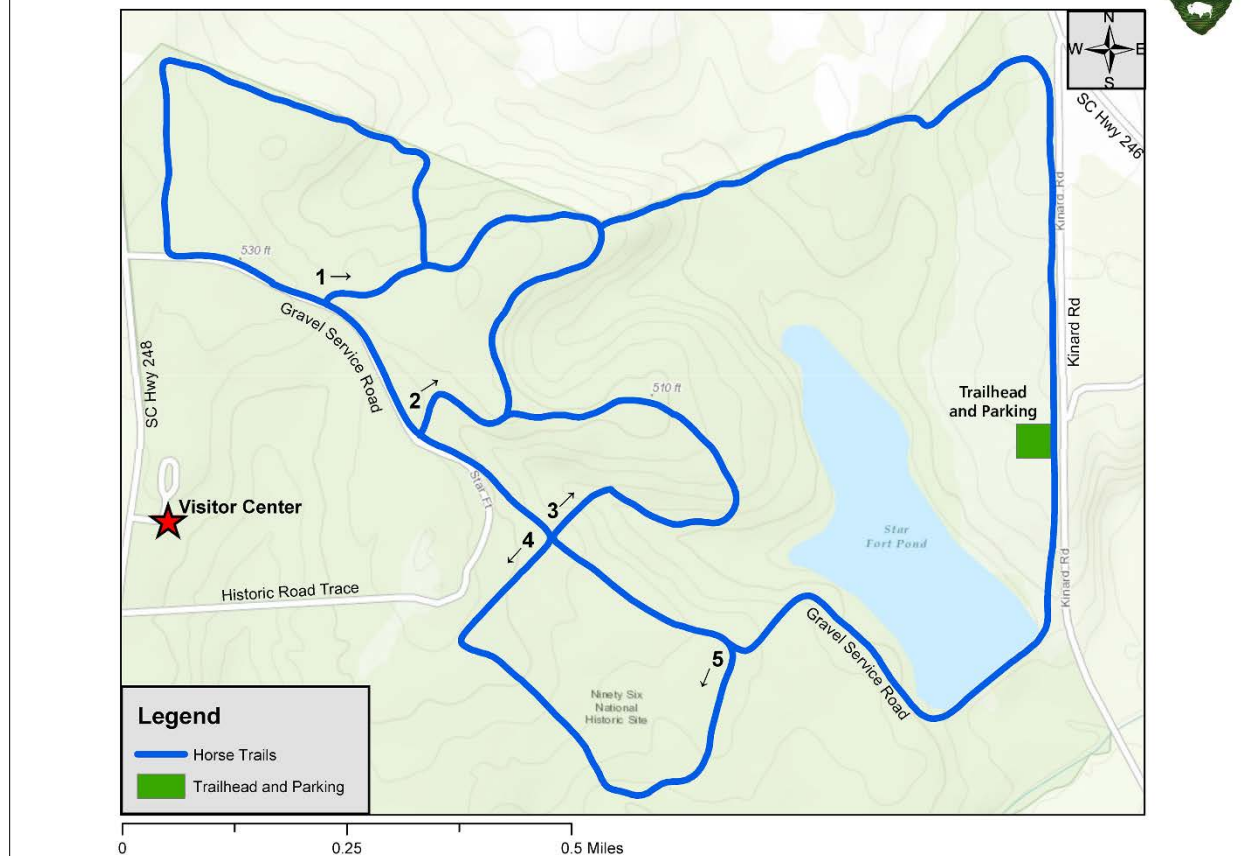 N
W E
S
SC Hwy 246
Kinard Rd
530 ft
1→
Gravel Service Road
SC Hwy 248
Kinard Rd
2
510 ft
Trailhead
and Parking
Star Ft
3
Visitor Center
4
Star
Fort Pond
Historic Road Trace
Kinard Rd
Gravel Service Road
5
Ninety Six
National
Historic Site
Legend
Horse Trails
Trailhead and Parking
0 0.25 0.5 Miles